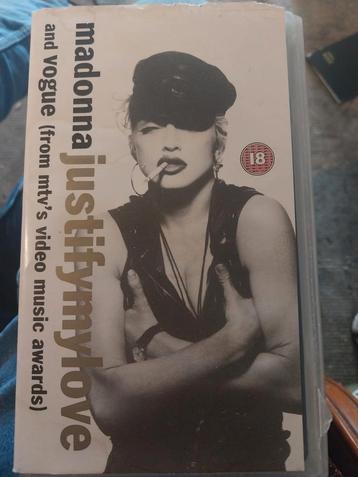 madonna justifymylove
and vogue (from mtv's video music awards)
18